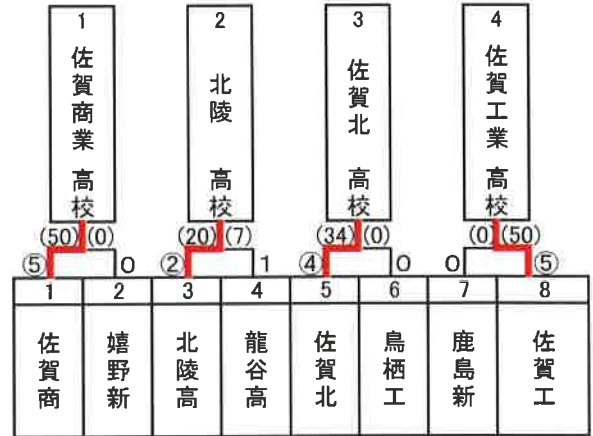 1 2 3 4
佐賀商業高校
北陵高校
佐賀北高校
佐賀工業高校
(50) (0) (20) (7) (34) (0) (0) (50)
⑤ 0 ② 1 ④ 0 0 ⑤
1 2 3 4 5 6 7 8
佐賀商
嬉野新
北陵高
龍谷高
佐賀北
鳥栖工
鹿島新
佐賀工